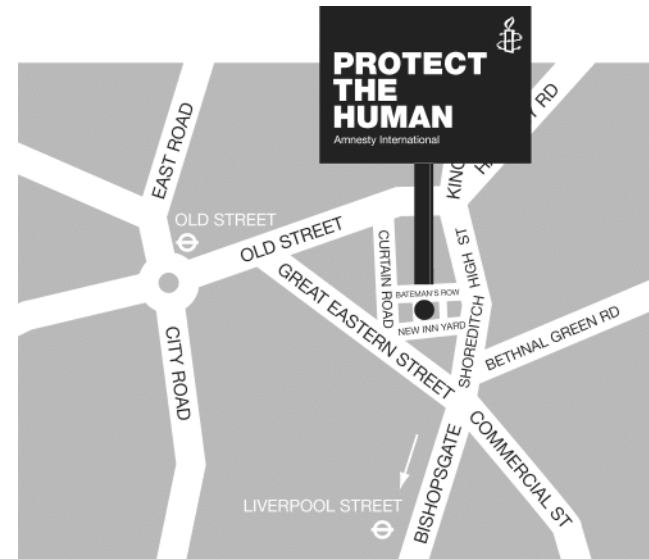 PROTECT
THE
HUMAN
Amnesty International
EAST ROAD
OLD STREET
OLD STREET
CITY ROAD
GREAT EASTERN STREET
CURTAIN ROAD
BATEMAN'S ROW
NEW INN YARD
SHOREDITCH HIGH ST
RD
BETHNAL GREEN RD
COMMERCIAL ST
BISHOPSGATE
LIVERPOOL STREET